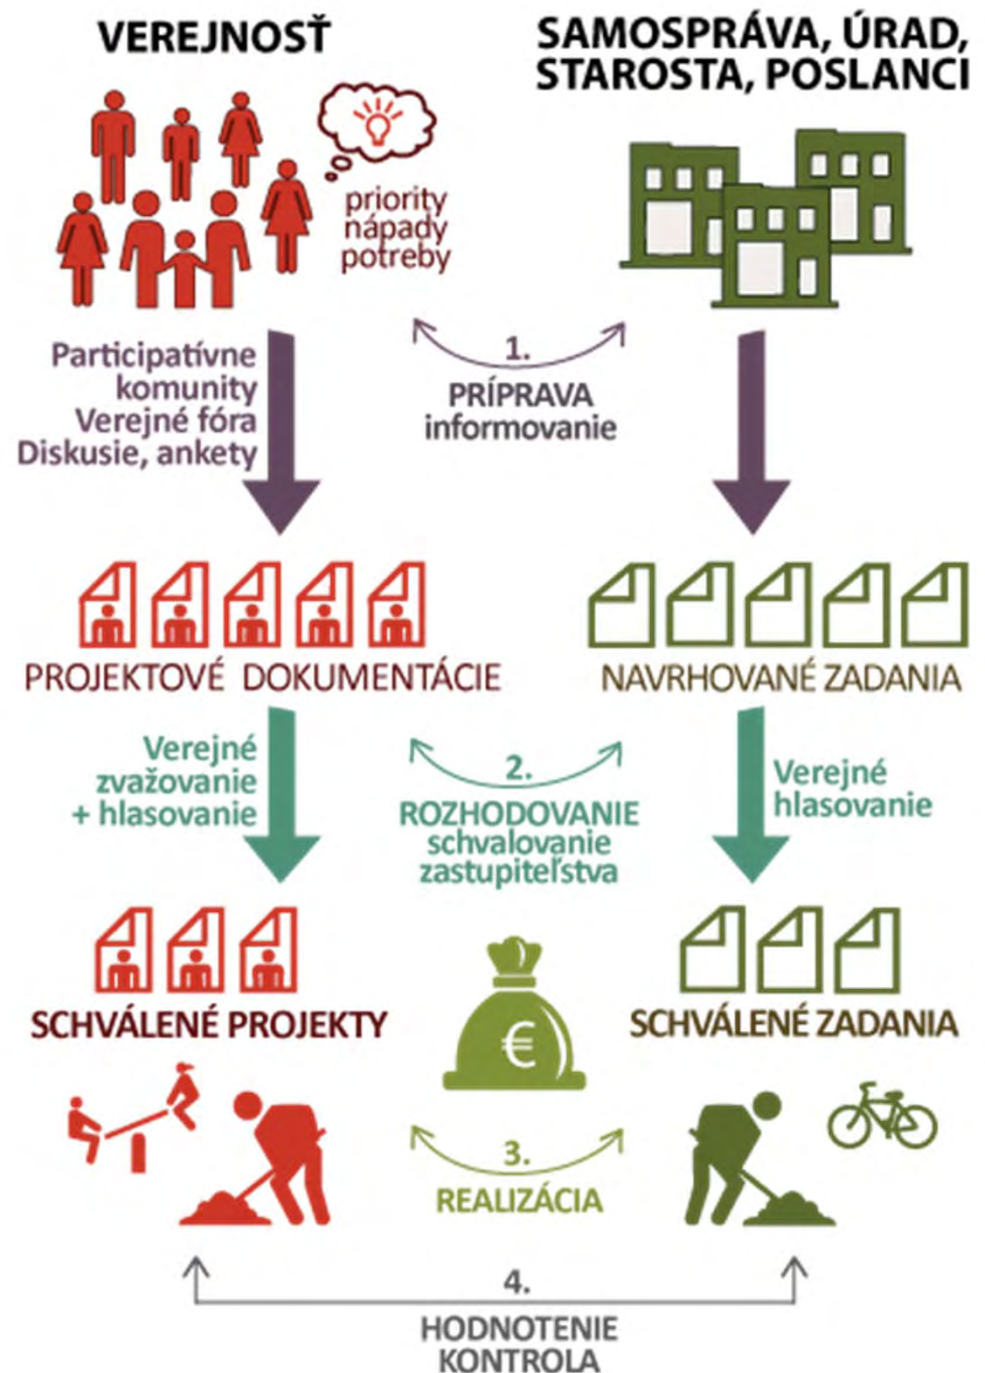 VEREJNOSŤ
SAMOSPRÁVA, ÚRAD,
STAROSTA, POSLANCI
priority
nápady
potreby
Participatívne
komunity
Verejné fóra
Diskusie, ankety
1.
PRÍPRAVA
informovanie
PROJEKTOVÉ DOKUMENTÁCIE
NAVRHOVANÉ ZADANIA
Verejné
zvažovanie
+ hlasovanie
2.
ROZHODOVANIE
schvalovanie
zastupiteľstva
Verejné
hlasovanie
SCHVÁLENÉ PROJEKTY
€
SCHVÁLENÉ ZADANIA
3.
REALIZÁCIA
4.
HODNOTENIE
KONTROLA